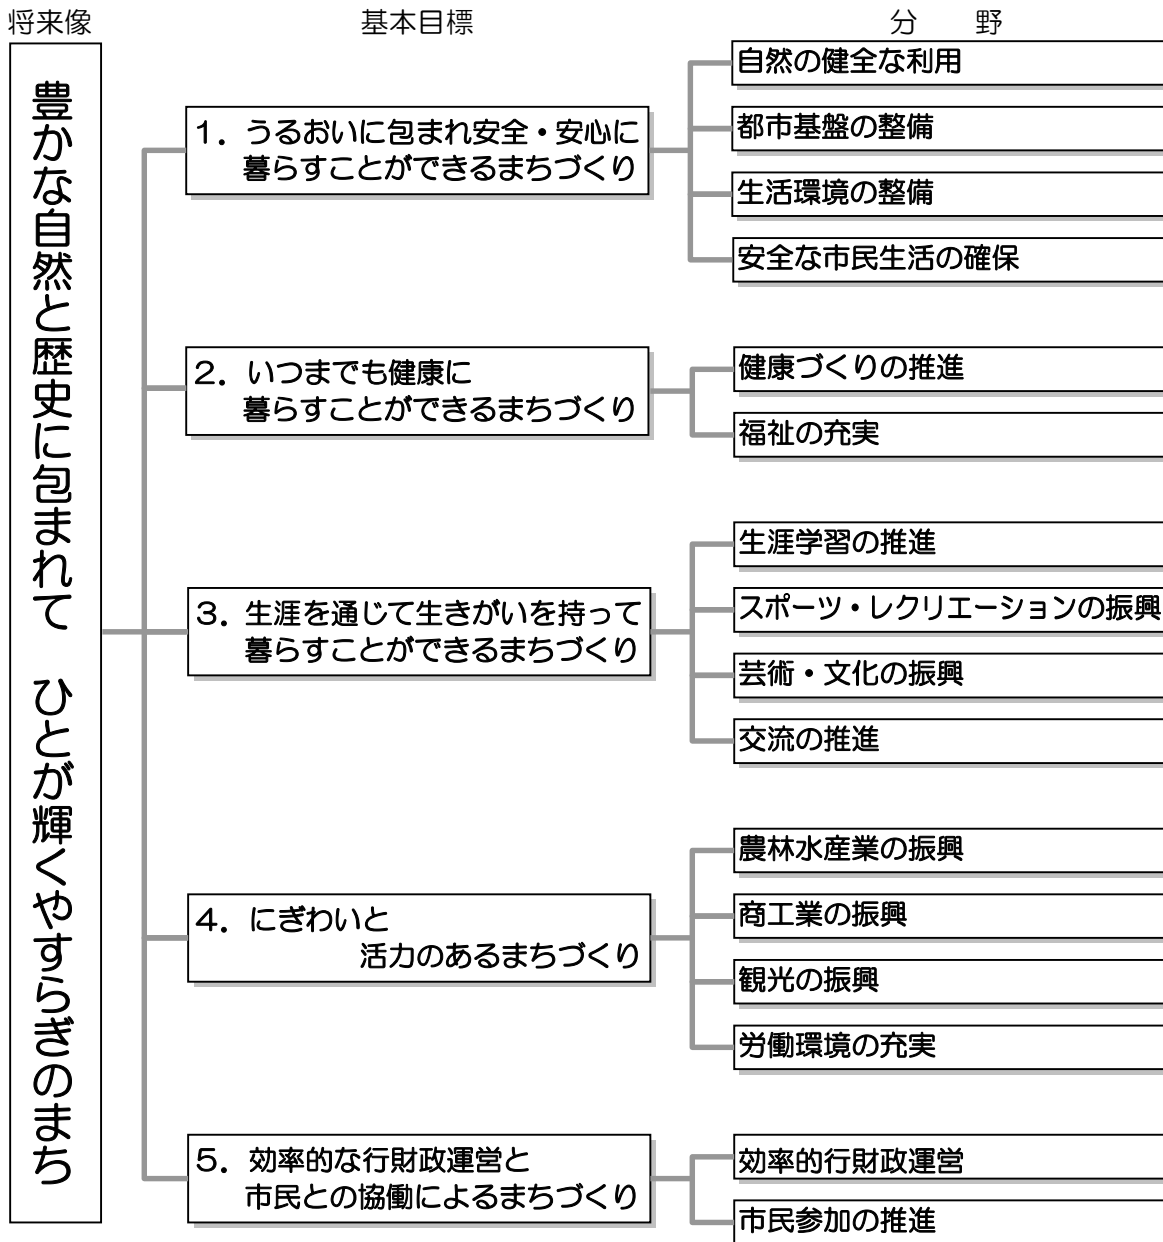 将来像
基本目標
分　野
豊かな自然と歴史に包まれて　ひとが輝くやすらぎのまち
１．うるおいに包まれ安全・安心に
暮らすことができるまちづくり
自然の健全な利用
都市基盤の整備
生活環境の整備
安全な市民生活の確保
２．いつまでも健康に
暮らすことができるまちづくり
健康づくりの推進
福祉の充実
３．生涯を通じて生きがいを持って
暮らすことができるまちづくり
生涯学習の推進
スポーツ・レクリエーションの振興
芸術・文化の振興
交流の推進
４．にぎわいと
活力のあるまちづくり
農林水産業の振興
商工業の振興
観光の振興
労働環境の充実
５．効率的な行財政運営と
市民との協働によるまちづくり
効率的行財政運営
市民参加の推進